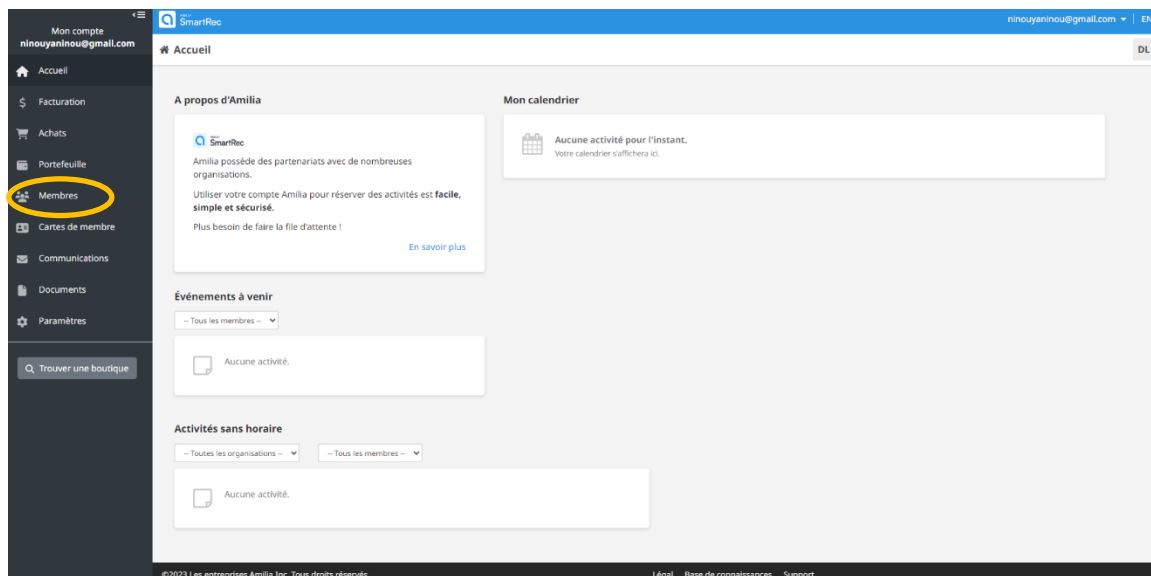 Mon compte
ninouyaninou@gmail.com
Accueil
Facturation
Achats
Portefeuille
Membres
Cartes de membre
Communications
Documents
Paramètres
Trouver une boutique
AMILIA
SmartRec
ninouyaninou@gmail.com
EN
Accueil
DL
A propos d'Amilia
AMILIA
SmartRec
Amilia possède des partenariats avec de nombreuses
organisations.
Utiliser votre compte Amilia pour réserver des activités est facile,
simple et sécurisé.
Plus besoin de faire la file d'attente !
En savoir plus
Mon calendrier
Aucune activité pour l'instant.
Votre calendrier s'affichera ici.
Événements à venir
-- Tous les membres --
Aucune activité.
Activités sans horaire
-- Toutes les organisations --
-- Tous les membres --
Aucune activité.
©2023 Les entreprises Amilia Inc. Tous droits réservés.
Légal Base de connaissances Support